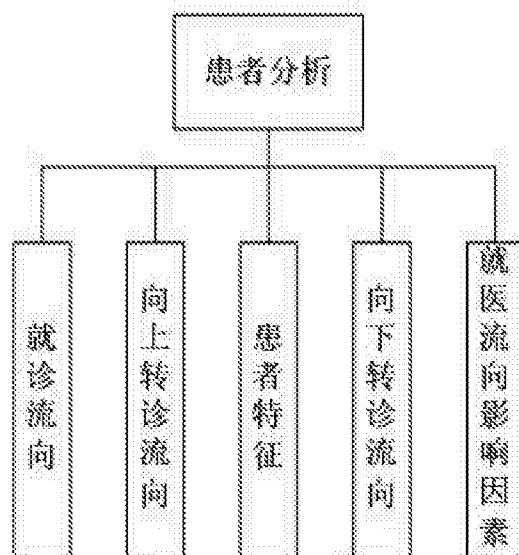 患者分析
就诊流向
向上转诊流向
患者特征
向下转诊流向
就医流向影响因素